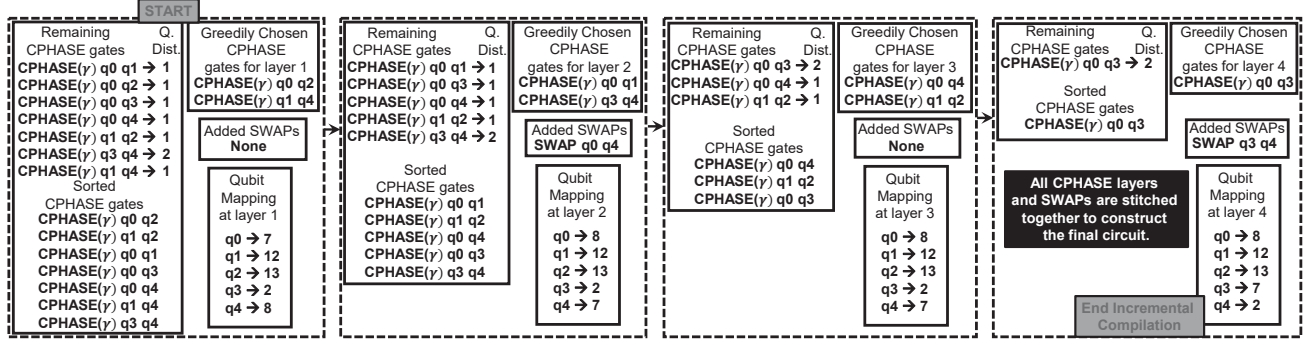 START
Remaining Q.
CPHASE gates Dist.
CPHASE(γ) q0 q1 → 1
CPHASE(γ) q0 q2 → 1
CPHASE(γ) q0 q3 → 1
CPHASE(γ) q0 q4 → 1
CPHASE(γ) q1 q2 → 1
CPHASE(γ) q3 q4 → 2
CPHASE(γ) q1 q4 → 1
Sorted
CPHASE gates
CPHASE(γ) q0 q2
CPHASE(γ) q1 q2
CPHASE(γ) q0 q1
CPHASE(γ) q0 q3
CPHASE(γ) q0 q4
CPHASE(γ) q1 q4
CPHASE(γ) q3 q4
Greedily Chosen
CPHASE
gates for layer 1
CPHASE(γ) q0 q2
CPHASE(γ) q1 q4
Added SWAPs
None
Qubit
Mapping
at layer 1
q0 → 7
q1 → 12
q2 → 13
q3 → 2
q4 → 8
Remaining Q.
CPHASE gates Dist.
CPHASE(γ) q0 q1 → 1
CPHASE(γ) q0 q3 → 1
CPHASE(γ) q0 q4 → 1
CPHASE(γ) q1 q2 → 1
CPHASE(γ) q3 q4 → 2
Sorted
CPHASE gates
CPHASE(γ) q0 q1
CPHASE(γ) q1 q2
CPHASE(γ) q0 q4
CPHASE(γ) q0 q3
CPHASE(γ) q3 q4
Greedily Chosen
CPHASE
gates for layer 2
CPHASE(γ) q0 q1
CPHASE(γ) q3 q4
Added SWAPs
SWAP q0 q4
Qubit
Mapping
at layer 2
q0 → 8
q1 → 12
q2 → 13
q3 → 2
q4 → 7
Remaining Q.
CPHASE gates Dist.
CPHASE(γ) q0 q3 → 2
CPHASE(γ) q0 q4 → 1
CPHASE(γ) q1 q2 → 1
Sorted
CPHASE gates
CPHASE(γ) q0 q4
CPHASE(γ) q1 q2
CPHASE(γ) q0 q3
Greedily Chosen
CPHASE
gates for layer 3
CPHASE(γ) q0 q4
CPHASE(γ) q1 q2
Added SWAPs
None
Qubit
Mapping
at layer 3
q0 → 8
q1 → 12
q2 → 13
q3 → 2
q4 → 7
Remaining Q.
CPHASE gates Dist.
CPHASE(γ) q0 q3 → 2
Sorted
CPHASE gates
CPHASE(γ) q0 q3
Greedily Chosen
CPHASE
gates for layer 4
CPHASE(γ) q0 q3
Added SWAPs
SWAP q3 q4
All CPHASE layers
and SWAPs are stitched
together to construct
the final circuit.
Qubit
Mapping
at layer 4
q0 → 8
q1 → 12
q2 → 13
q3 → 7
q4 → 2
End Incremental
Compilation